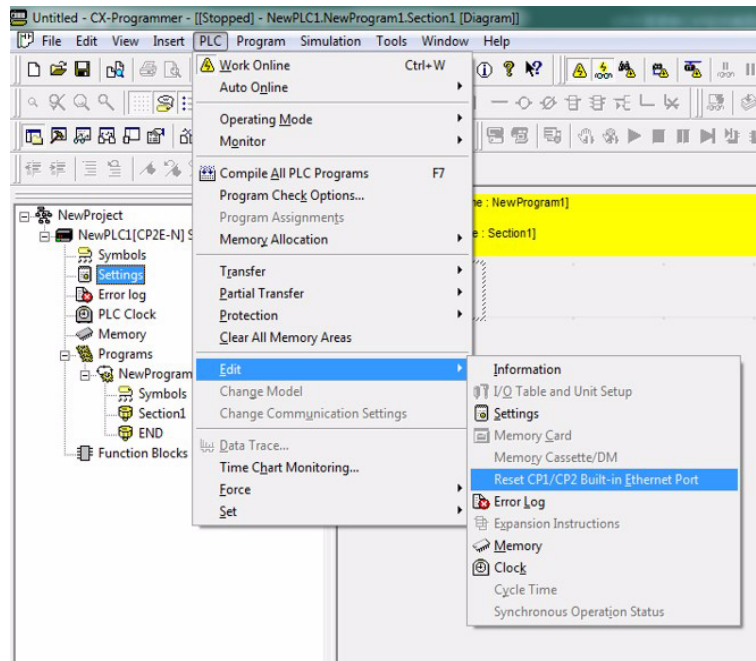 Untitled - CX-Programmer - [[Stopped] - NewPLC1.NewProgram1.Section1 [Diagram]]
File Edit View Insert PLC Program Simulation Tools Window Help
Work Online Ctrl+W
Auto Online
Operating Mode
Monitor
Compile All PLC Programs F7
Program Check Options...
Program Assignments
Memory Allocation
Transfer
Partial Transfer
Protection
Clear All Memory Areas
Edit
Change Model
Change Communication Settings
Data Trace...
Time Chart Monitoring...
Force
Set
NewProject
NewPLC1[CP2E-N] S
Symbols
Settings
Error log
PLC Clock
Memory
Programs
NewProgram
Symbols
Section1
END
Function Blocks
e : NewProgram1]
e : Section1]
Information
I/O Table and Unit Setup
Settings
Memory Card
Memory Cassette/DM
Reset CP1/CP2 Built-in Ethernet Port
Error Log
Expansion Instructions
Memory
Clock
Cycle Time
Synchronous Operation Status